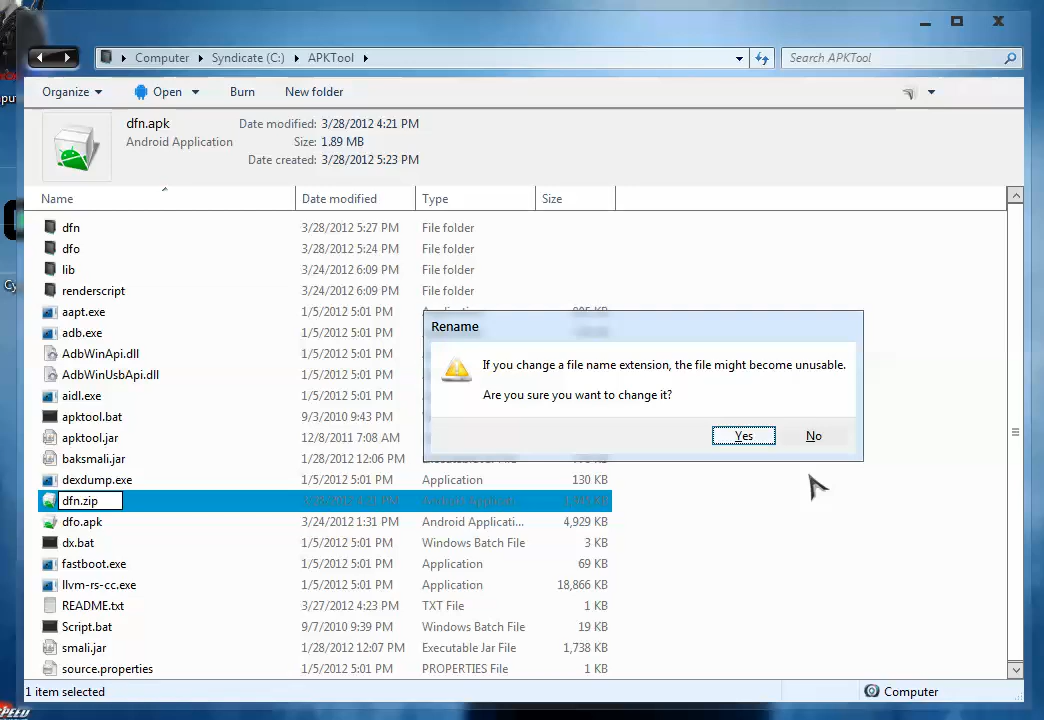 Computer Syndicate (C:) APKTool Search APKTool
Organize Open Burn New folder
dfn.apk Date modified: 3/28/2012 4:21 PM
Android Application Size: 1.89 MB
Date created: 3/28/2012 5:23 PM
Name Date modified Type Size
dfn 3/28/2012 5:27 PM File folder
dfo 3/28/2012 5:24 PM File folder
lib 3/24/2012 6:09 PM File folder
renderscript 3/24/2012 6:09 PM File folder
aapt.exe 1/5/2012 5:01 PM
adb.exe 1/5/2012 5:01 PM
AdbWinApi.dll 1/5/2012 5:01 PM
AdbWinUsbApi.dll 1/5/2012 5:01 PM
aidl.exe 1/5/2012 5:01 PM
apktool.bat 9/3/2010 9:43 PM
apktool.jar 12/8/2011 7:08 AM
baksmali.jar 1/28/2012 12:06 PM
dexdump.exe 1/5/2012 5:01 PM Application 130 KB
dfn.zip 3/28/2012 4:21 PM Android Applicati...
dfo.apk 3/24/2012 1:31 PM Android Applicati... 4,929 KB
dx.bat 1/5/2012 5:01 PM Windows Batch File 3 KB
fastboot.exe 1/5/2012 5:01 PM Application 69 KB
llvm-rs-cc.exe 1/5/2012 5:01 PM Application 18,866 KB
README.txt 3/27/2012 4:23 PM TXT File 1 KB
Script.bat 9/7/2010 9:39 PM Windows Batch File 19 KB
smali.jar 1/28/2012 12:07 PM Executable Jar File 1,738 KB
source.properties 1/5/2012 5:01 PM PROPERTIES File 1 KB
Rename
If you change a file name extension, the file might become unusable.
Are you sure you want to change it?
Yes No
1 item selected Computer